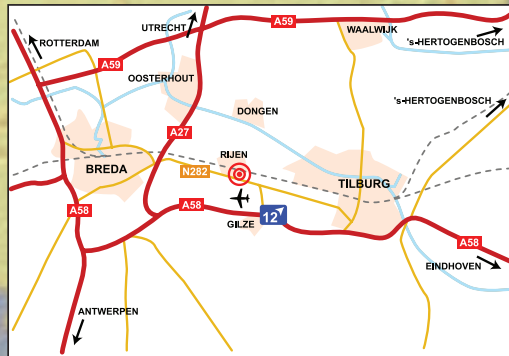 UTRECHT
A59
WAALWIJK
ROTTERDAM
's-HERTOGENBOSCH
A59
OOSTERHOUT
's-HERTOGENBOSCH
DONGEN
A27
RIJEN
BREDA
N282
TILBURG
A58
A58
12
GILZE
A58
EINDHOVEN
ANTWERPEN